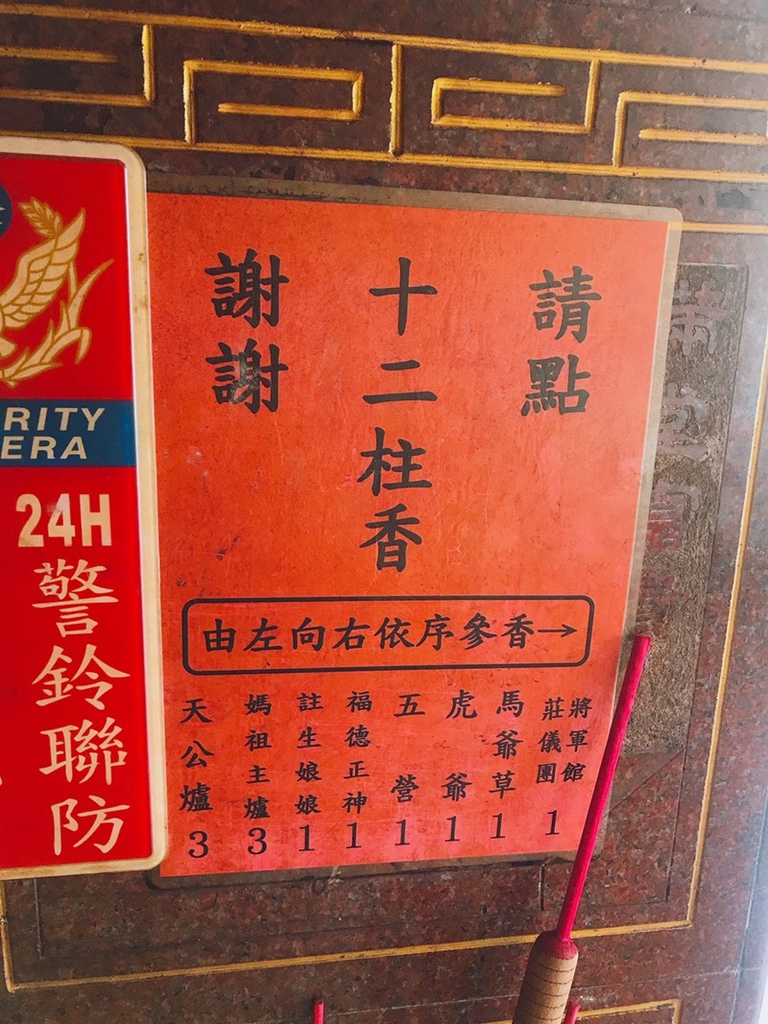 請點
十二柱香
謝謝
由左向右依序參香→
天公爐 3
媽祖主爐 3
註生娘娘 1
福德正神 1
五營 1
虎爺 1
馬爺草 1
將軍館
莊儀團 1
RITY
ERA
24H
警鈴聯防